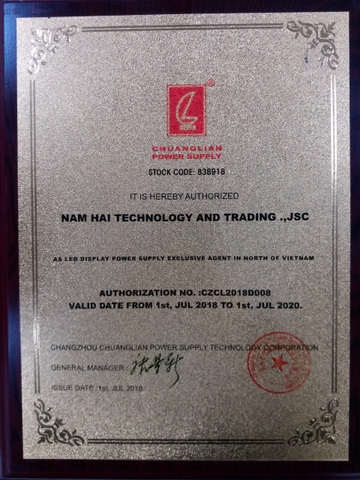 ®
CHUANGLIAN
POWER SUPPLY
STOCK CODE: 838918
IT IS HEREBY AUTHORIZED
NAM HAI TECHNOLOGY AND TRADING .,JSC
AS LED DISPLAY POWER SUPPLY EXCLUSIVE AGENT IN NORTH OF VIETNAM
AUTHORIZATION NO. :CZCL2018D008
VALID DATE FROM 1st, JUL 2018 TO 1st, JUL 2020.
CHANGZHOU CHUANGLIAN POWER SUPPLY TECHNOLOGY CORPORATION
GENERAL MANAGER :
ISSUE DATE :1st, JUL 2018